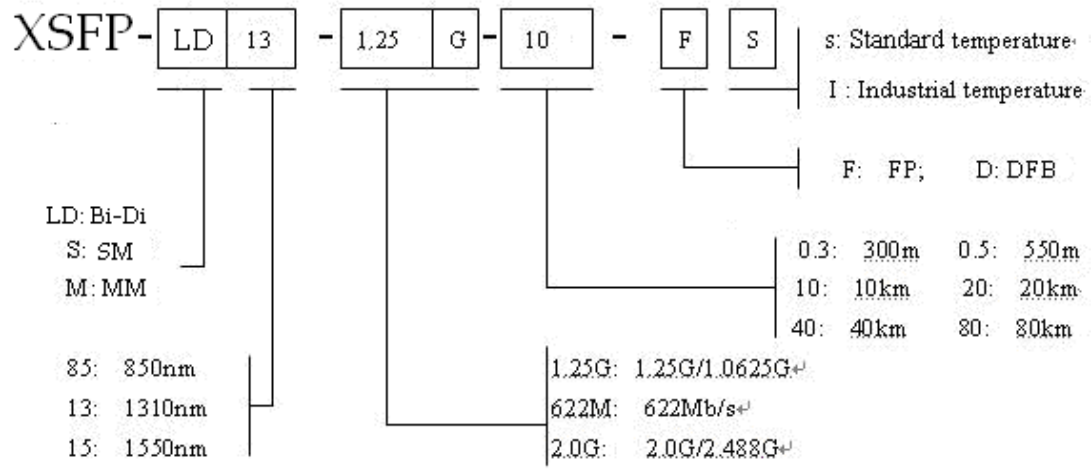 XSFP- LD 13 - 1.25 G - 10 - F S
s: Standard temperature
I : Industrial temperature
F: FP; D: DFB
LD: Bi-Di
S: SM
M: MM
0.3: 300m 0.5: 550m
10: 10km 20: 20km
40: 40km 80: 80km
85: 850nm
13: 1310nm
15: 1550nm
1.25G: 1.25G/1.0625G↵
622M: 622Mb/s↵
2.0G: 2.0G/2.488G↵